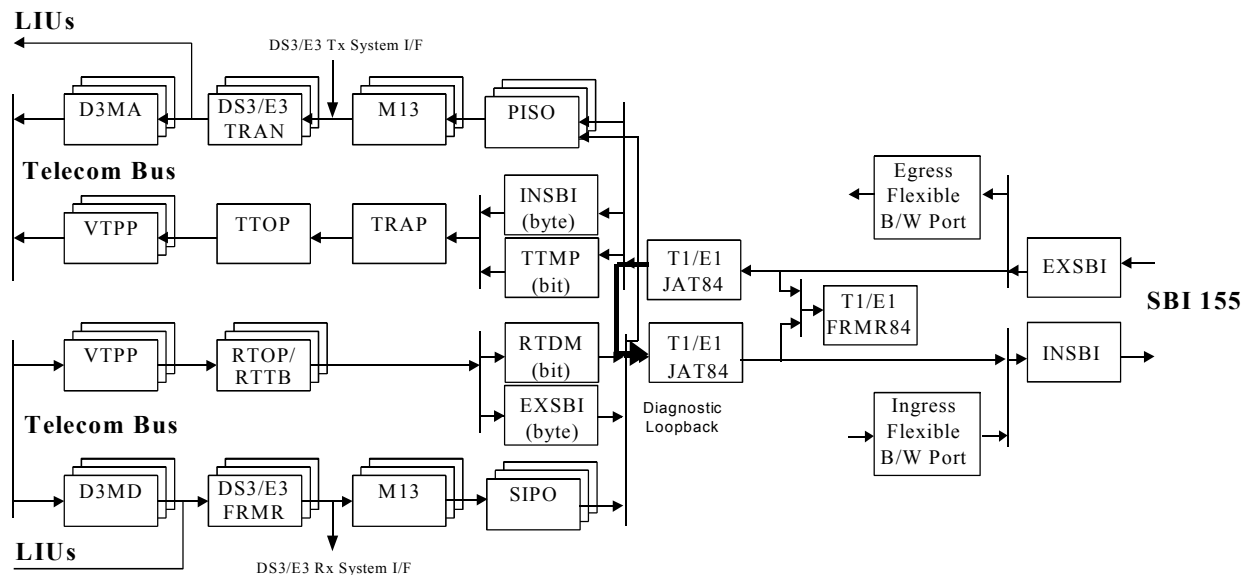 LIUs
DS3/E3 Tx System I/F
D3MA
DS3/E3
TRAN
M13
PISO
Telecom Bus
VTPP
TTOP
TRAP
INSBI
(byte)
TTMP
(bit)
T1/E1
JAT84
Egress
Flexible
B/W Port
EXSBI
T1/E1
FRMR84
SBI 155
VTPP
RTOP/
RTTB
RTDM
(bit)
EXSBI
(byte)
T1/E1
JAT84
INSBI
Diagnostic
Loopback
Ingress
Flexible
B/W Port
Telecom Bus
D3MD
DS3/E3
FRMR
M13
SIPO
LIUs
DS3/E3 Rx System I/F